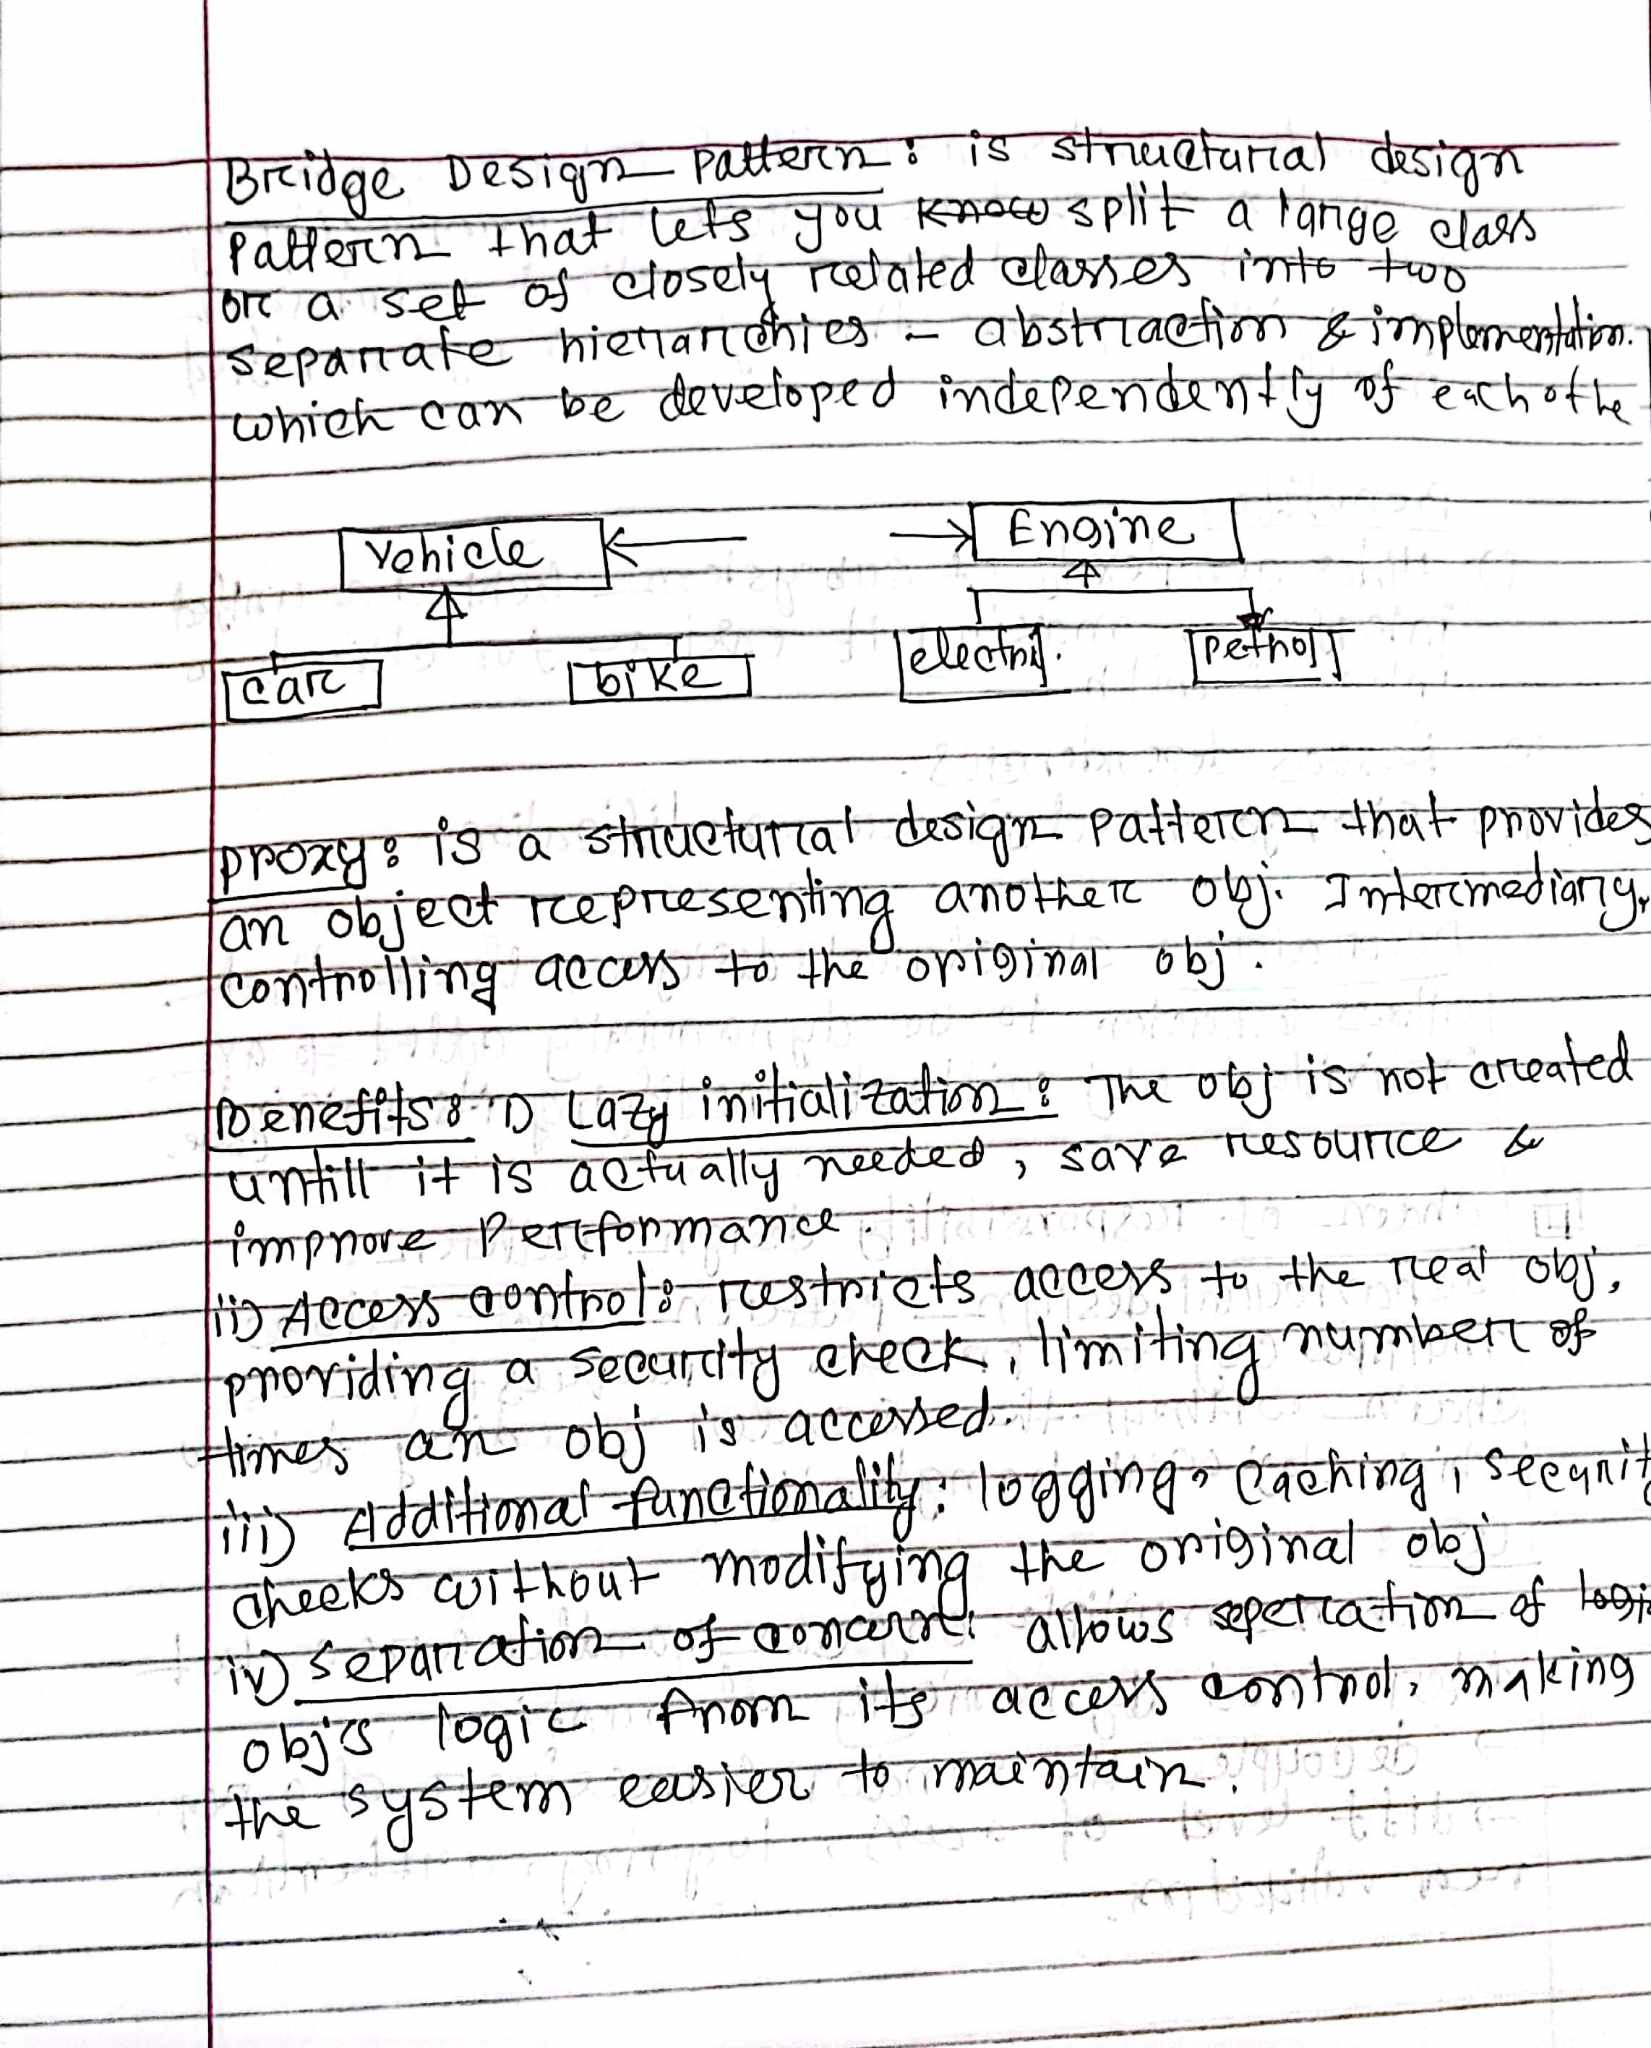 Bridge Design Pattern: is structural design
Pattern that lets you know split a large class
or a set of closely related classes into two
separate hierarchies - abstraction & implementation.
which can be developed independently of each othe
Vehicle
Engine
car
bike
electri.
petrol
proxy: is a structural design pattern that provides
an object representing another obj. Intermediary,
controlling access to the original obj.
Benefits: i) Lazy initialization: The obj is not created
untill it is actually needed, save resource &
improve Performance.
ii) Access control: restricts access to the real obj,
providing a security check, limiting number of
times an obj is accessed.
iii) Additional functionality: logging, caching, securit
checks without modifying the original obj
iv) separation of concern: allows seperation of logi
obj's logic from its access control, making
the system easier to maintain.